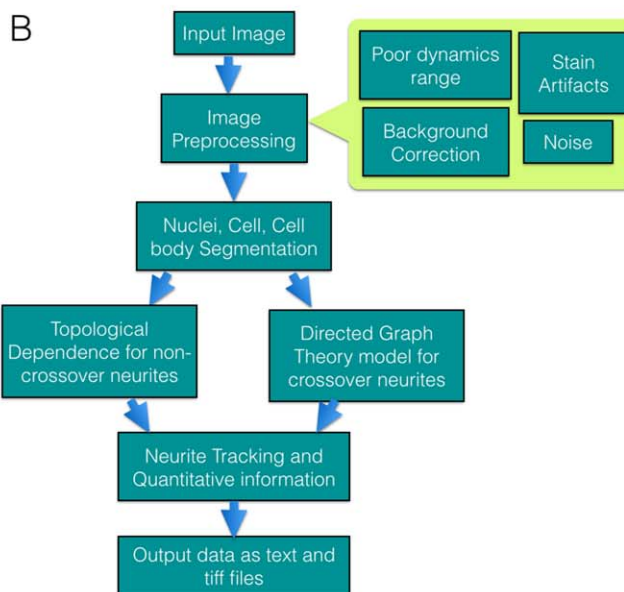 B
Input Image
Image
Preprocessing
Poor dynamics
range
Stain
Artifacts
Background
Correction
Noise
Nuclei, Cell, Cell
body Segmentation
Topological
Dependence for non-
crossover neurites
Directed Graph
Theory model for
crossover neurites
Neurite Tracking and
Quantitative information
Output data as text and
tiff files